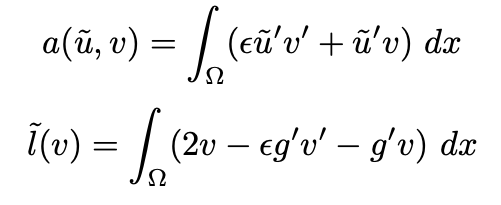 a(ũ, v) = ∫_Ω (ϵũ′v′ + ũ′v) dx
l̃(v) = ∫_Ω (2v − ϵg′v′ − g′v) dx